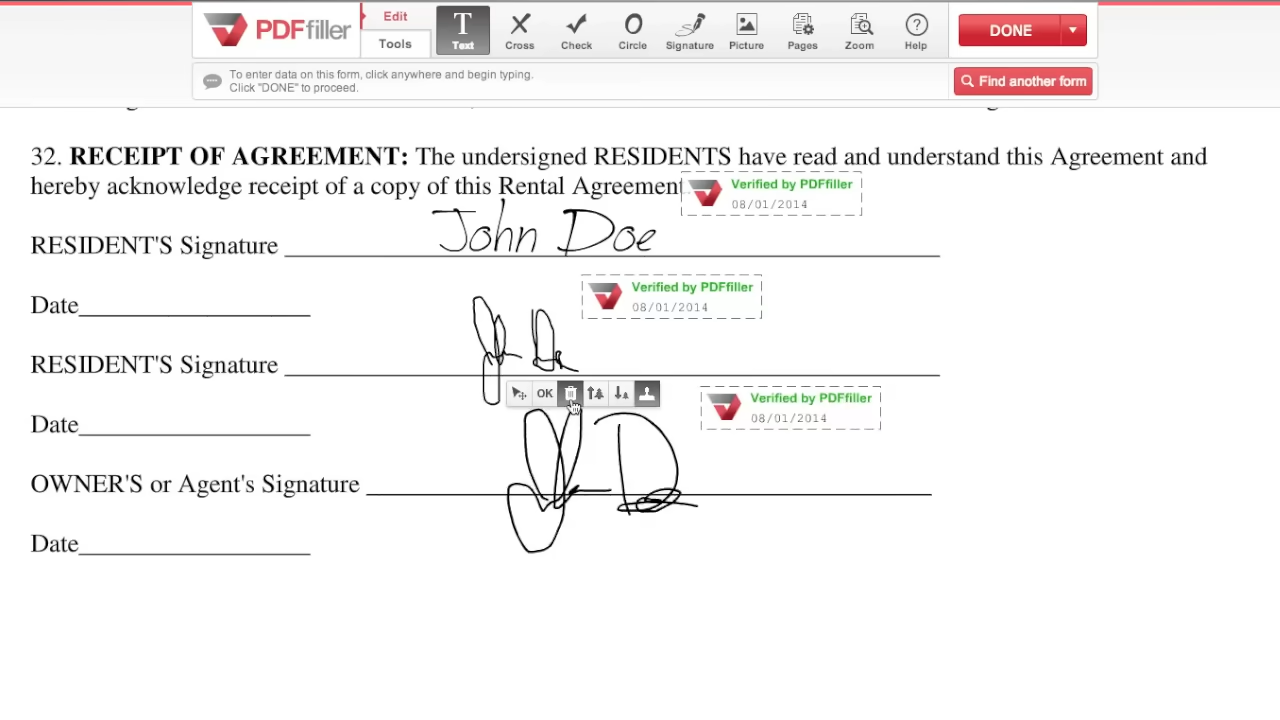 PDFfiller
Edit
Tools
Text
Cross
Check
Circle
Signature
Picture
Pages
Zoom
Help
DONE
To enter data on this form, click anywhere and begin typing.
Click "DONE" to proceed.
Find another form
32. RECEIPT OF AGREEMENT: The undersigned RESIDENTS have read and understand this Agreement and
hereby acknowledge receipt of a copy of this Rental Agreement
Verified by PDFfiller
08/01/2014
RESIDENT'S Signature John Doe
Date
Verified by PDFfiller
08/01/2014
RESIDENT'S Signature
OK
Date
Verified by PDFfiller
08/01/2014
OWNER'S or Agent's Signature
Date